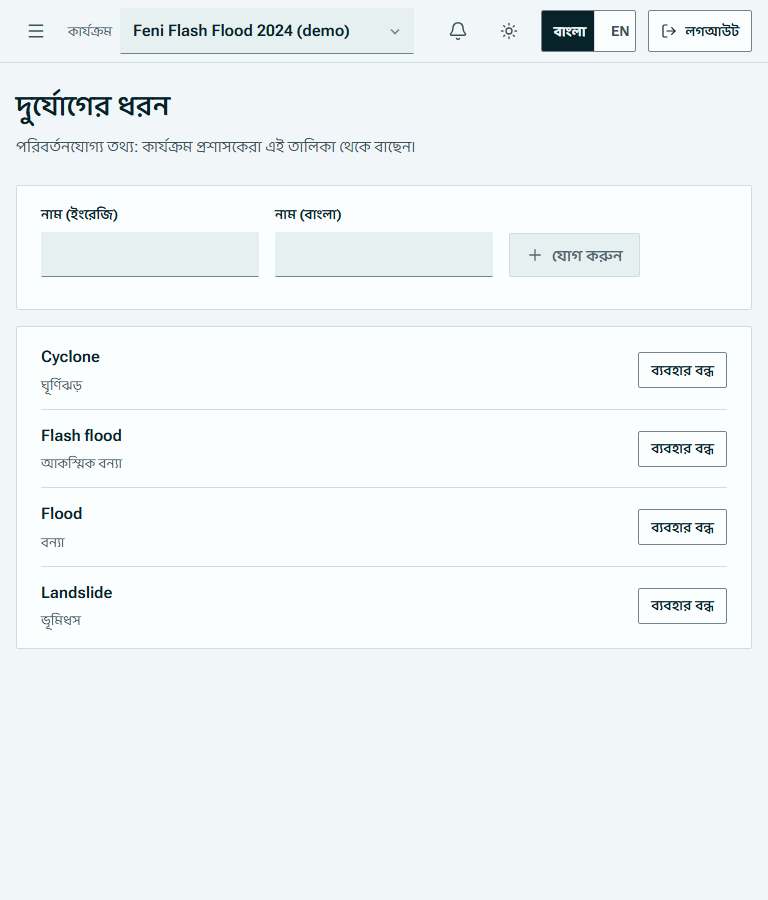 কার্যক্রম Feni Flash Flood 2024 (demo) বাংলা EN লগআউট
দুর্যোগের ধরন
পরিবর্তনযোগ্য তথ্য: কার্যক্রম প্রশাসকেরা এই তালিকা থেকে বাছেন।
নাম (ইংরেজি) নাম (বাংলা)
যোগ করুন
Cyclone
ঘূর্ণিঝড়
ব্যবহার বন্ধ
Flash flood
আকস্মিক বন্যা
ব্যবহার বন্ধ
Flood
বন্যা
ব্যবহার বন্ধ
Landslide
ভূমিধস
ব্যবহার বন্ধ